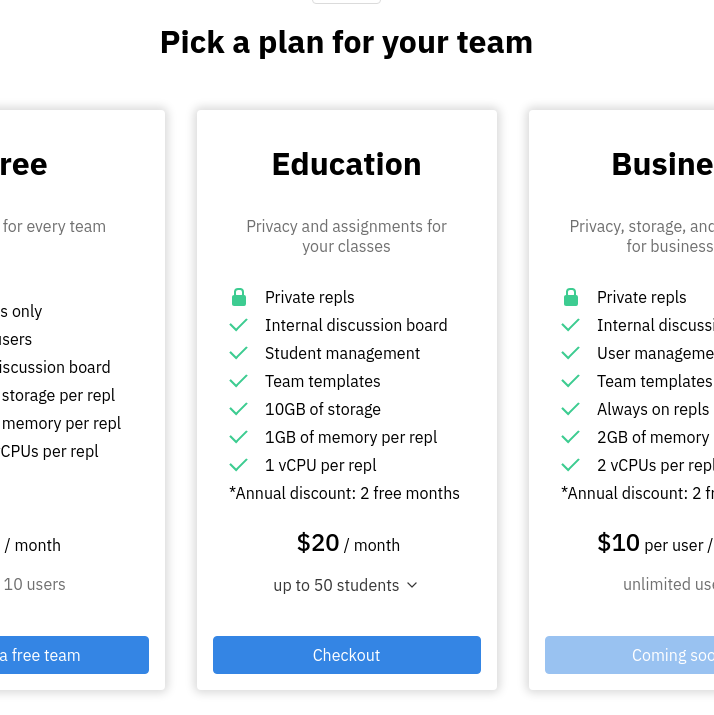 Pick a plan for your team
ree
for every team
s only
users
discussion board
storage per repl
memory per repl
CPUs per repl
/ month
10 users
a free team
Education
Privacy and assignments for
your classes
Private repls
Internal discussion board
Student management
Team templates
10GB of storage
1GB of memory per repl
1 vCPU per repl
*Annual discount: 2 free months
$20 / month
up to 50 students
Checkout
Busine
Privacy, storage, and
for business
Private repls
Internal discussi
User manageme
Team templates
Always on repls
2GB of memory
2 vCPUs per repl
*Annual discount: 2 fr
$10 per user /
unlimited use
Coming soo